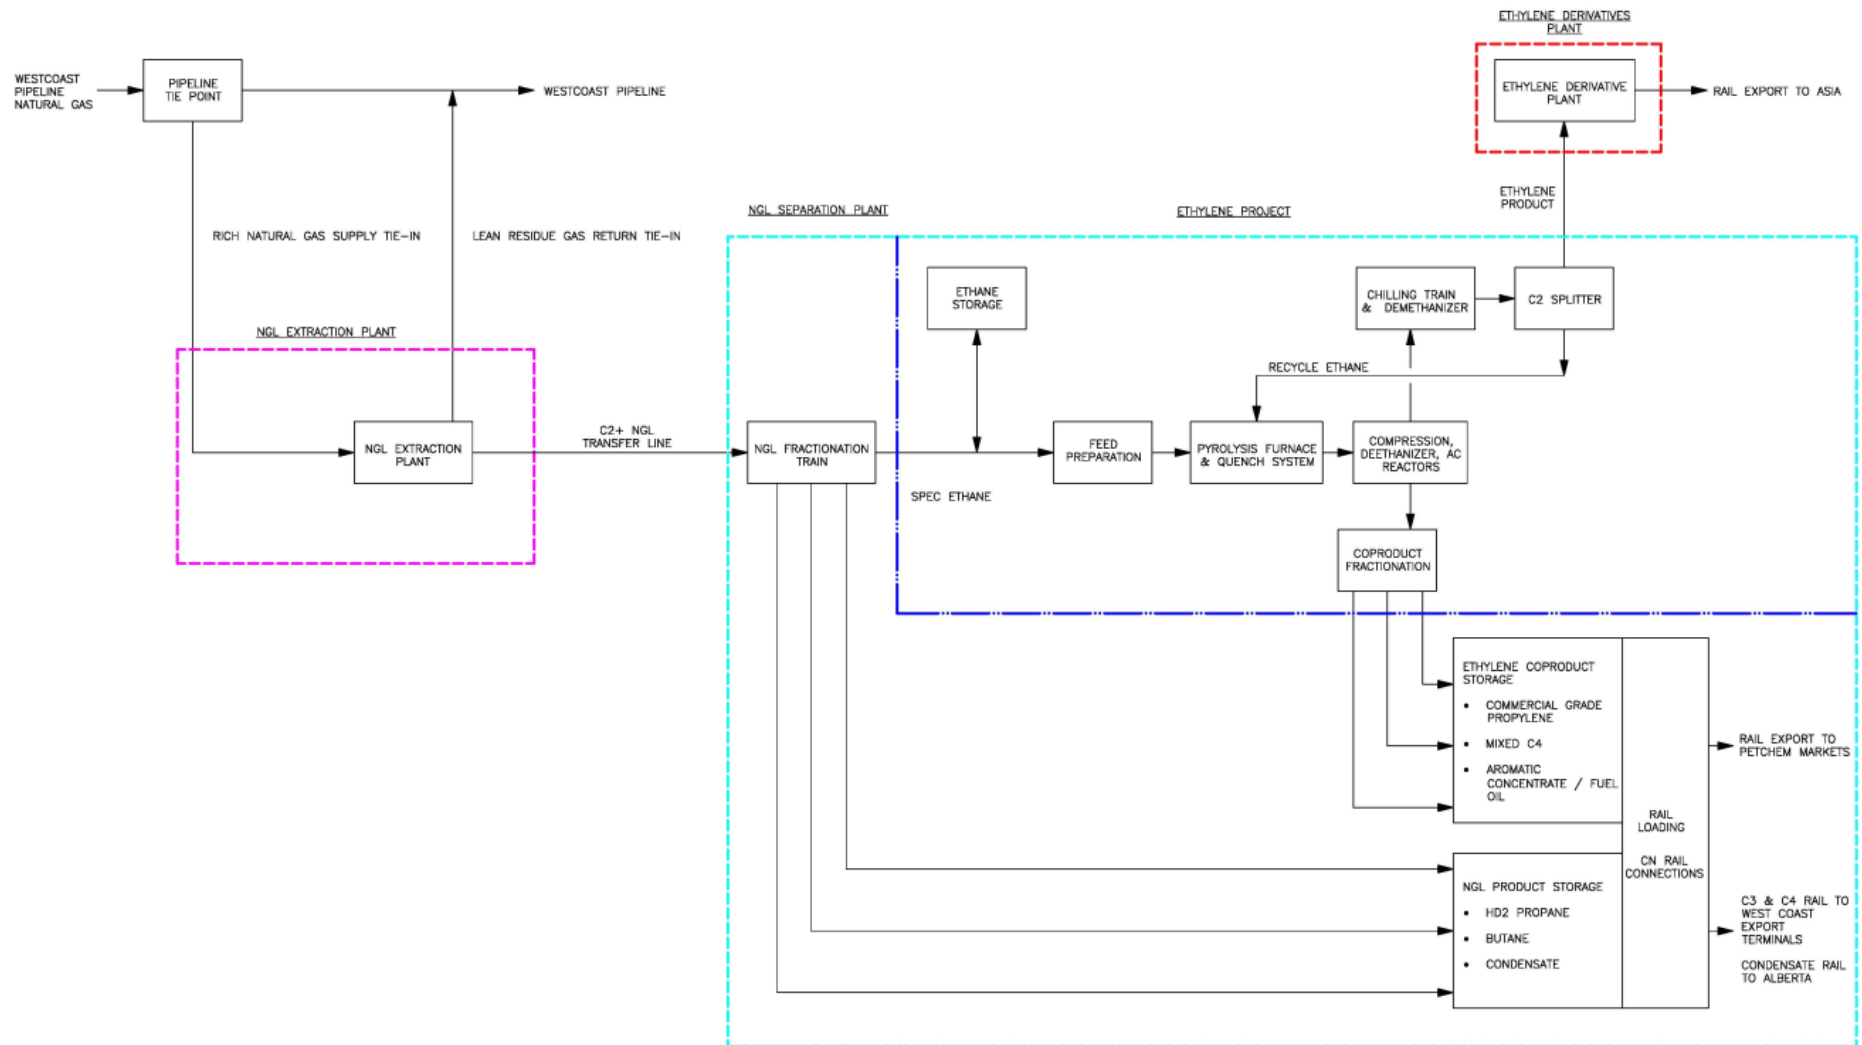 ETHYLENE DERIVATIVES
PLANT
WESTCOAST
PIPELINE
NATURAL GAS
PIPELINE
TIE POINT
WESTCOAST PIPELINE
ETHYLENE DERIVATIVE
PLANT
RAIL EXPORT TO ASIA
ETHYLENE
PRODUCT
NGL SEPARATION PLANT
ETHYLENE PROJECT
RICH NATURAL GAS SUPPLY TIE-IN
LEAN RESIDUE GAS RETURN TIE-IN
ETHANE
STORAGE
CHILLING TRAIN
& DEMETHANIZER
C2 SPLITTER
NGL EXTRACTION PLANT
RECYCLE ETHANE
NGL EXTRACTION
PLANT
C2+ NGL
TRANSFER LINE
NGL FRACTIONATION
TRAIN
FEED
PREPARATION
PYROLYSIS FURNACE
& QUENCH SYSTEM
COMPRESSION,
DEETHANIZER, AC
REACTORS
SPEC ETHANE
COPRODUCT
FRACTIONATION
ETHYLENE COPRODUCT
STORAGE
• COMMERCIAL GRADE
PROPYLENE
• MIXED C4
• AROMATIC
CONCENTRATE / FUEL
OIL
RAIL EXPORT TO
PETCHEM MARKETS
RAIL
LOADING
CN RAIL
CONNECTIONS
NGL PRODUCT STORAGE
• HD2 PROPANE
• BUTANE
• CONDENSATE
C3 & C4 RAIL TO
WEST COAST
EXPORT
TERMINALS
CONDENSATE RAIL
TO ALBERTA